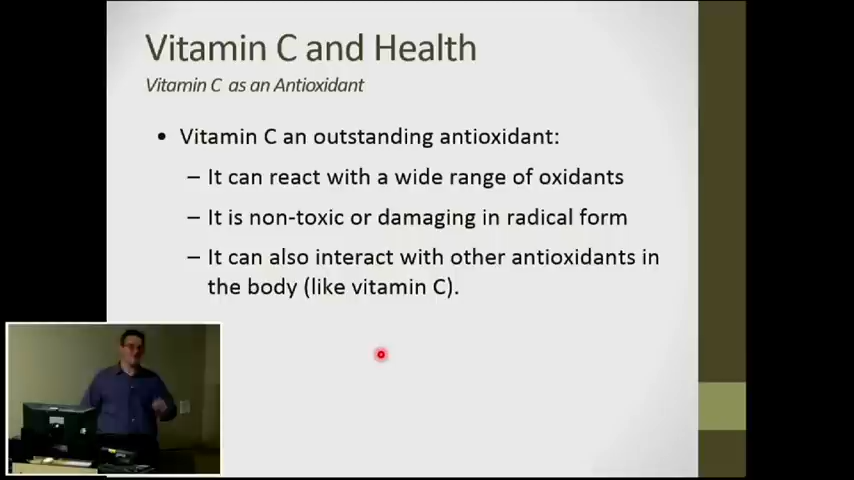 Vitamin C and Health
Vitamin C as an Antioxidant
• Vitamin C an outstanding antioxidant:
– It can react with a wide range of oxidants
– It is non-toxic or damaging in radical form
– It can also interact with other antioxidants in
the body (like vitamin C).